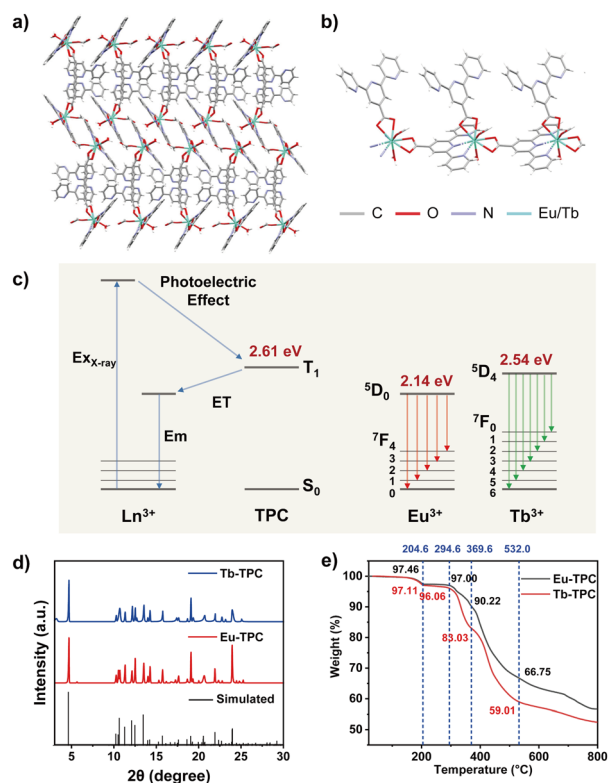 a)
b)
C O N Eu/Tb
c)
Photoelectric
Effect
Ex_X-ray
2.61 eV
T₁
ET
Em
S₀
Ln³⁺
TPC
2.14 eV
⁵D₀
⁷F₄
3
2
1
0
Eu³⁺
2.54 eV
⁵D₄
⁷F₀
1
2
3
4
5
6
Tb³⁺
d)
Tb-TPC
Eu-TPC
Simulated
Intensity (a.u.)
5 10 15 20 25 30
2θ (degree)
e)
204.6 294.6 369.6 532.0
97.46
97.00
Eu-TPC
Tb-TPC
97.11
96.06
90.22
83.03
66.75
59.01
100
90
80
70
60
50
Weight (%)
0 200 400 600 800
Temperature (°C)